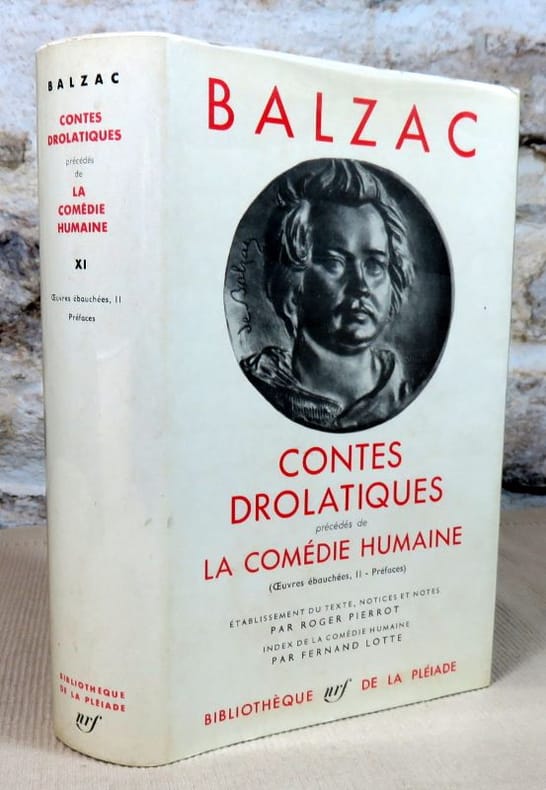 BALZAC
CONTES
DROLATIQUES
précédés
de
LA
COMÉDIE
HUMAINE
XI
Œuvres ébauchées, II
Préfaces
BIBLIOTHÈQUE
DE LA PLÉIADE
nrf
BALZAC
de Balzac
CONTES
DROLATIQUES
précédés de
LA COMÉDIE HUMAINE
(Œuvres ébauchées, II - Préfaces)
ÉTABLISSEMENT DU TEXTE, NOTICES ET NOTES
PAR ROGER PIERROT
INDEX DE LA COMÉDIE HUMAINE
PAR FERNAND LOTTE
BIBLIOTHÈQUE nrf DE LA PLÉIADE